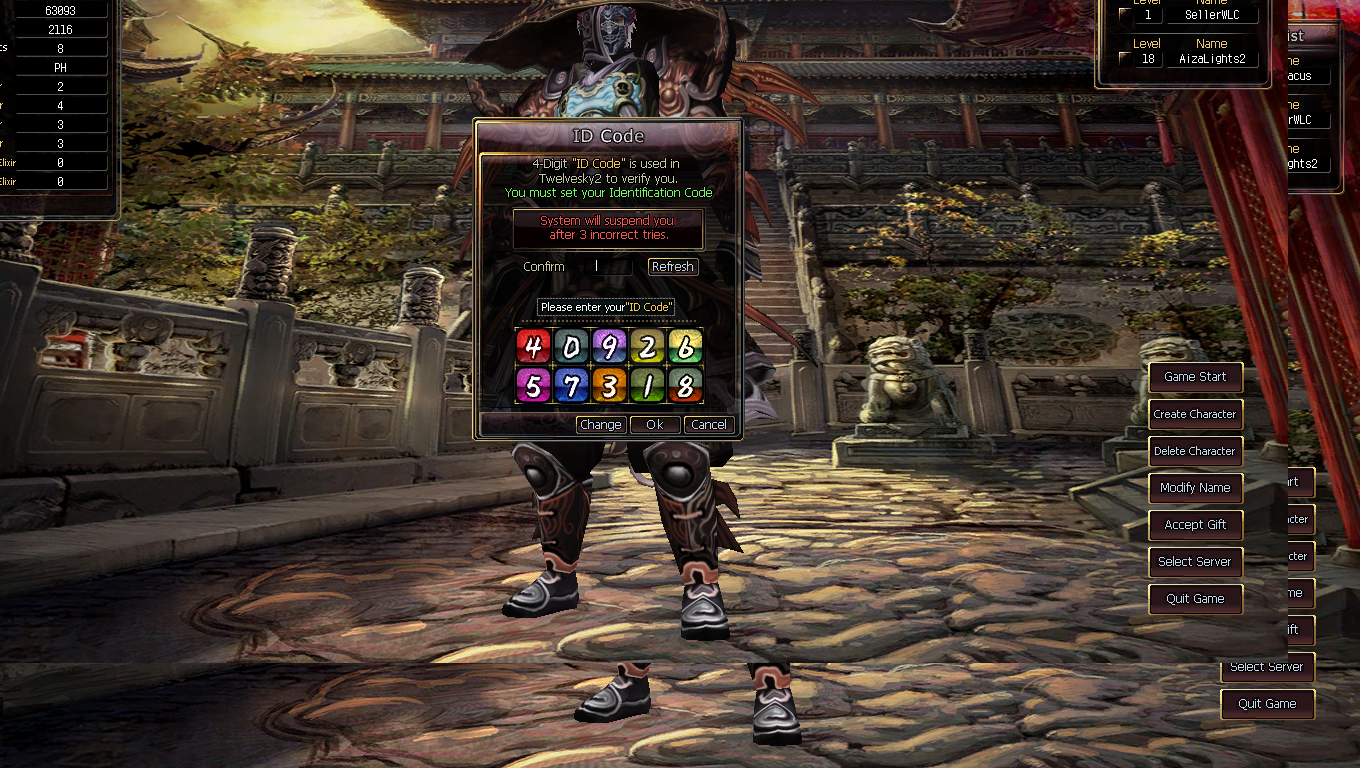 63093
2116
8
PH
2
4
3
3
Elixir 0
Elixir 0
Level Name
1 SellerWLC
Level Name
18 AizaLights2
ID Code
4-Digit "ID Code" is used in
Twelvesky2 to verify you.
You must set your Identification Code
System will suspend you
after 3 incorrect tries.
Confirm Refresh
Please enter your"ID Code"
4 0 9 2 6
5 7 3 1 8
Change Ok Cancel
Game Start
Create Character
Delete Character
Modify Name
Accept Gift
Select Server
Quit Game
Select Server
Quit Game